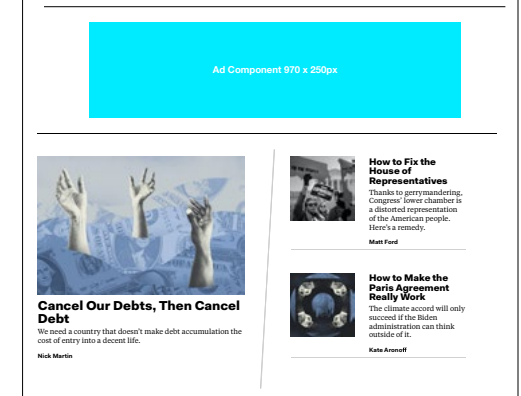 Ad Component 970 x 250px
Cancel Our Debts, Then Cancel
Debt
We need a country that doesn't make debt accumulation the
cost of entry into a decent life.
Nick Martin
How to Fix the
House of
Representatives
Thanks to gerrymandering,
Congress' lower chamber is
a distorted representation
of the American people.
Here's a remedy.
Matt Ford
How to Make the
Paris Agreement
Really Work
The climate accord will only
succeed if the Biden
administration can think
outside of it.
Kate Aronoff